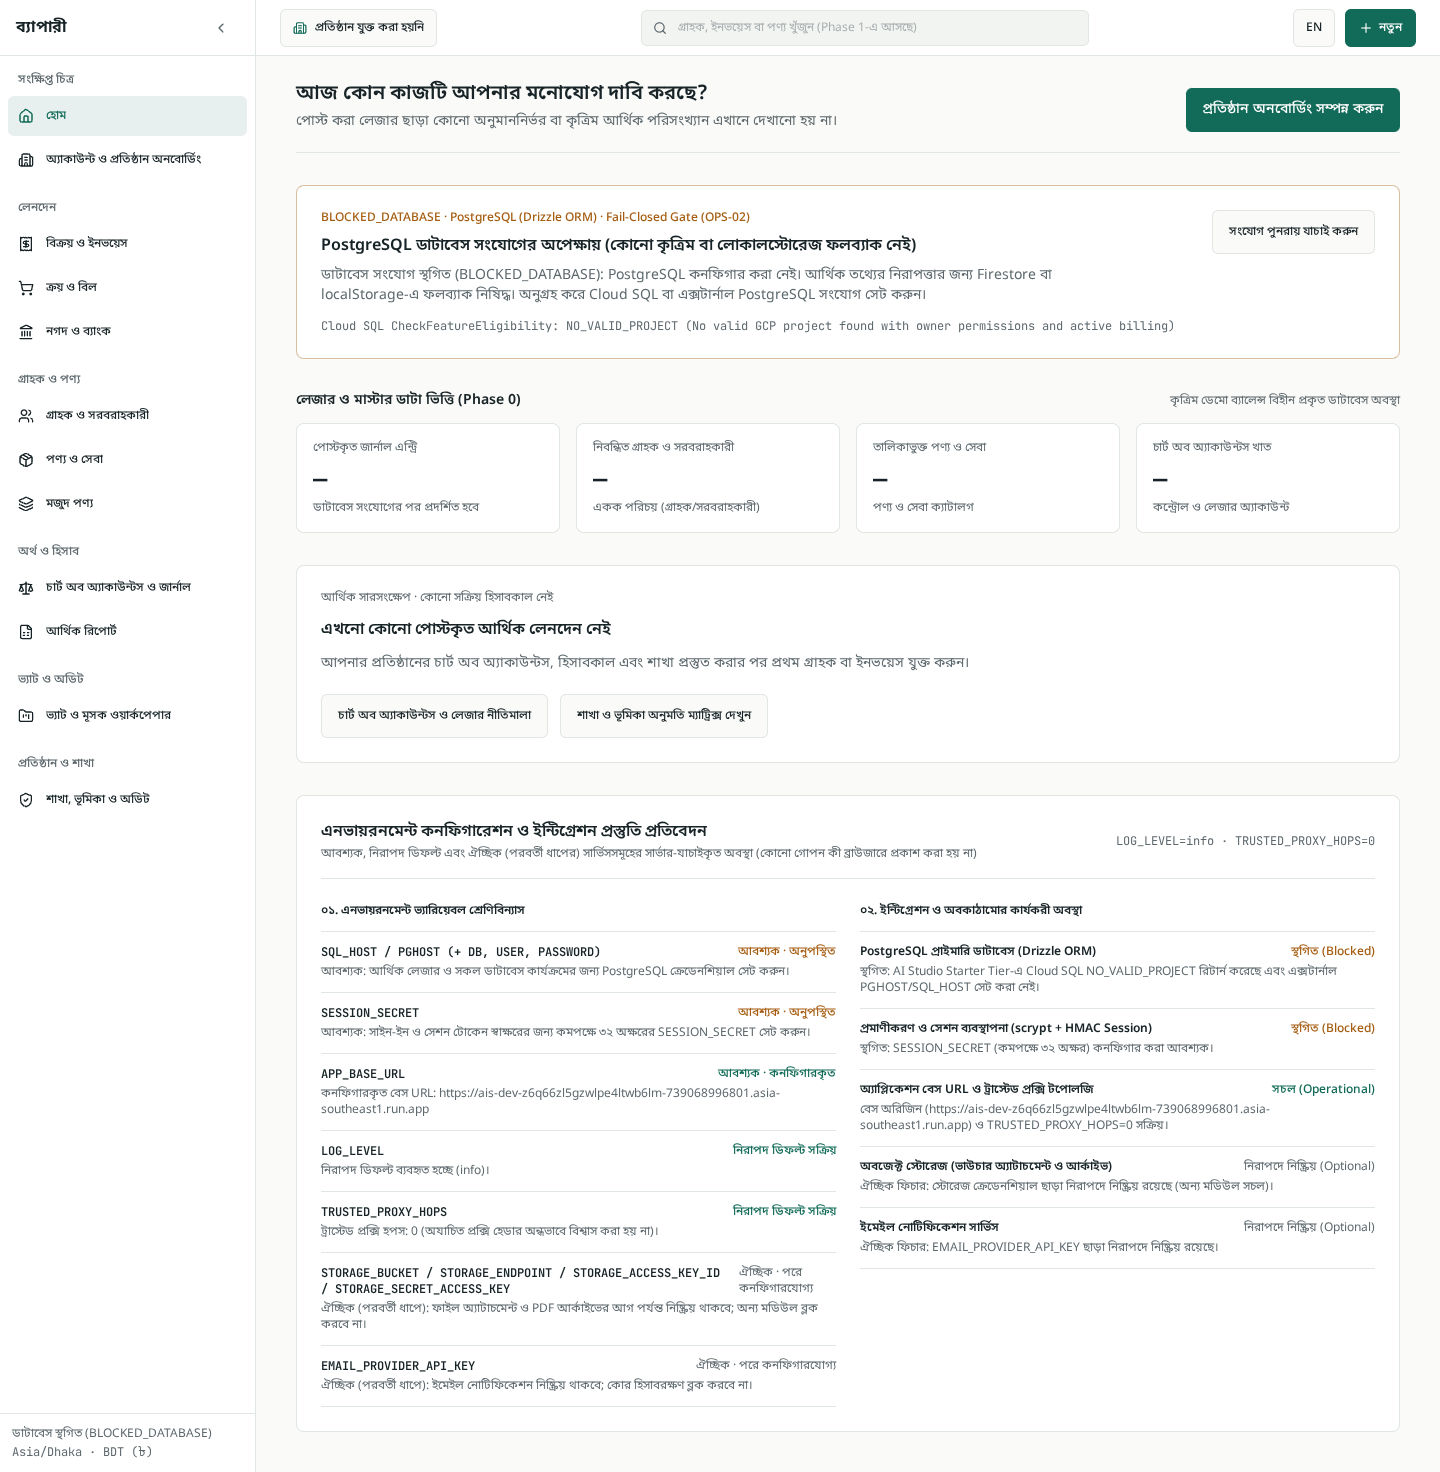 ব্যাপারী
প্রতিষ্ঠান যুক্ত করা হয়নি
গ্রাহক, ইনভয়েস বা পণ্য খুঁজুন (Phase 1-এ আসছে)
EN
নতুন
সংক্ষিপ্ত চিত্র
হোম
অ্যাকাউন্ট ও প্রতিষ্ঠান অনবোর্ডিং
লেনদেন
বিক্রয় ও ইনভয়েস
ক্রয় ও বিল
নগদ ও ব্যাংক
গ্রাহক ও পণ্য
গ্রাহক ও সরবরাহকারী
পণ্য ও সেবা
মজুদ পণ্য
অর্থ ও হিসাব
চার্ট অব অ্যাকাউন্টস ও জার্নাল
আর্থিক রিপোর্ট
ভ্যাট ও অডিট
ভ্যাট ও মূসক ওয়ার্কপেপার
প্রতিষ্ঠান ও শাখা
শাখা, ভূমিকা ও অডিট
ডাটাবেস স্থগিত (BLOCKED_DATABASE)
Asia/Dhaka · BDT (৳)
আজ কোন কাজটি আপনার মনোযোগ দাবি করছে?
পোস্ট করা লেজার ছাড়া কোনো অনুমাননির্ভর বা কৃত্রিম আর্থিক পরিসংখ্যান এখানে দেখানো হয় না।
প্রতিষ্ঠান অনবোর্ডিং সম্পন্ন করুন
BLOCKED_DATABASE · PostgreSQL (Drizzle ORM) · Fail-Closed Gate (OPS-02)
PostgreSQL ডাটাবেস সংযোগের অপেক্ষায় (কোনো কৃত্রিম বা লোকালস্টোরেজ ফলব্যাক নেই)
সংযোগ পুনরায় যাচাই করুন
ডাটাবেস সংযোগ স্থগিত (BLOCKED_DATABASE): PostgreSQL কনফিগার করা নেই। আর্থিক তথ্যের নিরাপত্তার জন্য Firestore বা
localStorage-এ ফলব্যাক নিষিদ্ধ। অনুগ্রহ করে Cloud SQL বা এক্সটার্নাল PostgreSQL সংযোগ সেট করুন।
Cloud SQL CheckFeatureEligibility: NO_VALID_PROJECT (No valid GCP project found with owner permissions and active billing)
লেজার ও মাস্টার ডাটা ভিত্তি (Phase 0)
কৃত্রিম ডেমো ব্যালেন্স বিহীন প্রকৃত ডাটাবেস অবস্থা
পোস্টকৃত জার্নাল এন্ট্রি
—
ডাটাবেস সংযোগের পর প্রদর্শিত হবে
নিবন্ধিত গ্রাহক ও সরবরাহকারী
—
একক পরিচয় (গ্রাহক/সরবরাহকারী)
তালিকাভুক্ত পণ্য ও সেবা
—
পণ্য ও সেবা ক্যাটালগ
চার্ট অব অ্যাকাউন্টস খাত
—
কন্ট্রোল ও লেজার অ্যাকাউন্ট
আর্থিক সারসংক্ষেপ · কোনো সক্রিয় হিসাবকাল নেই
এখনো কোনো পোস্টকৃত আর্থিক লেনদেন নেই
আপনার প্রতিষ্ঠানের চার্ট অব অ্যাকাউন্টস, হিসাবকাল এবং শাখা প্রস্তুত করার পর প্রথম গ্রাহক বা ইনভয়েস যুক্ত করুন।
চার্ট অব অ্যাকাউন্টস ও লেজার নীতিমালা
শাখা ও ভূমিকা অনুমতি ম্যাট্রিক্স দেখুন
এনভায়রনমেন্ট কনফিগারেশন ও ইন্টিগ্রেশন প্রস্তুতি প্রতিবেদন
আবশ্যক, নিরাপদ ডিফল্ট এবং ঐচ্ছিক (পরবর্তী ধাপের) সার্ভিসসমূহের সার্ভার-যাচাইকৃত অবস্থা (কোনো গোপন কী ব্রাউজারে প্রকাশ করা হয় না)
LOG_LEVEL=info · TRUSTED_PROXY_HOPS=0
০১. এনভায়রনমেন্ট ভ্যারিয়েবল শ্রেণিবিন্যাস
SQL_HOST / PGHOST (+ DB, USER, PASSWORD)
আবশ্যক · অনুপস্থিত
আবশ্যক: আর্থিক লেজার ও সকল ডাটাবেস কার্যক্রমের জন্য PostgreSQL ক্রেডেনশিয়াল সেট করুন।
SESSION_SECRET
আবশ্যক · অনুপস্থিত
আবশ্যক: সাইন-ইন ও সেশন টোকেন স্বাক্ষরের জন্য কমপক্ষে ৩২ অক্ষরের SESSION_SECRET সেট করুন।
APP_BASE_URL
আবশ্যক · কনফিগারকৃত
কনফিগারকৃত বেস URL: https://ais-dev-z6q66zl5gzwlpe4ltwb6lm-739068996801.asia-
southeast1.run.app
LOG_LEVEL
নিরাপদ ডিফল্ট সক্রিয়
নিরাপদ ডিফল্ট ব্যবহৃত হচ্ছে (info)।
TRUSTED_PROXY_HOPS
নিরাপদ ডিফল্ট সক্রিয়
ট্রাস্টেড প্রক্সি হপস: 0 (অযাচিত প্রক্সি হেডার অন্ধভাবে বিশ্বাস করা হয় না)।
STORAGE_BUCKET / STORAGE_ENDPOINT / STORAGE_ACCESS_KEY_ID
/ STORAGE_SECRET_ACCESS_KEY
ঐচ্ছিক · পরে
কনফিগারযোগ্য
ঐচ্ছিক (পরবর্তী ধাপে): ফাইল অ্যাটাচমেন্ট ও PDF আর্কাইভের আগ পর্যন্ত নিষ্ক্রিয় থাকবে; অন্য মডিউল ব্লক
করবে না।
EMAIL_PROVIDER_API_KEY
ঐচ্ছিক · পরে কনফিগারযোগ্য
ঐচ্ছিক (পরবর্তী ধাপে): ইমেইল নোটিফিকেশন নিষ্ক্রিয় থাকবে; কোর হিসাবরক্ষণ ব্লক করবে না।
০২. ইন্টিগ্রেশন ও অবকাঠামোর কার্যকরী অবস্থা
PostgreSQL প্রাইমারি ডাটাবেস (Drizzle ORM)
স্থগিত (Blocked)
স্থগিত: AI Studio Starter Tier-এ Cloud SQL NO_VALID_PROJECT রিটার্ন করেছে এবং এক্সটার্নাল
PGHOST/SQL_HOST সেট করা নেই।
প্রমাণীকরণ ও সেশন ব্যবস্থাপনা (scrypt + HMAC Session)
স্থগিত (Blocked)
স্থগিত: SESSION_SECRET (কমপক্ষে ৩২ অক্ষর) কনফিগার করা আবশ্যক।
অ্যাপ্লিকেশন বেস URL ও ট্রাস্টেড প্রক্সি টপোলজি
সচল (Operational)
বেস অরিজিন (https://ais-dev-z6q66zl5gzwlpe4ltwb6lm-739068996801.asia-
southeast1.run.app) ও TRUSTED_PROXY_HOPS=0 সক্রিয়।
অবজেক্ট স্টোরেজ (ভাউচার অ্যাটাচমেন্ট ও আর্কাইভ)
নিরাপদে নিষ্ক্রিয় (Optional)
ঐচ্ছিক ফিচার: স্টোরেজ ক্রেডেনশিয়াল ছাড়া নিরাপদে নিষ্ক্রিয় রয়েছে (অন্য মডিউল সচল)।
ইমেইল নোটিফিকেশন সার্ভিস
নিরাপদে নিষ্ক্রিয় (Optional)
ঐচ্ছিক ফিচার: EMAIL_PROVIDER_API_KEY ছাড়া নিরাপদে নিষ্ক্রিয় রয়েছে।